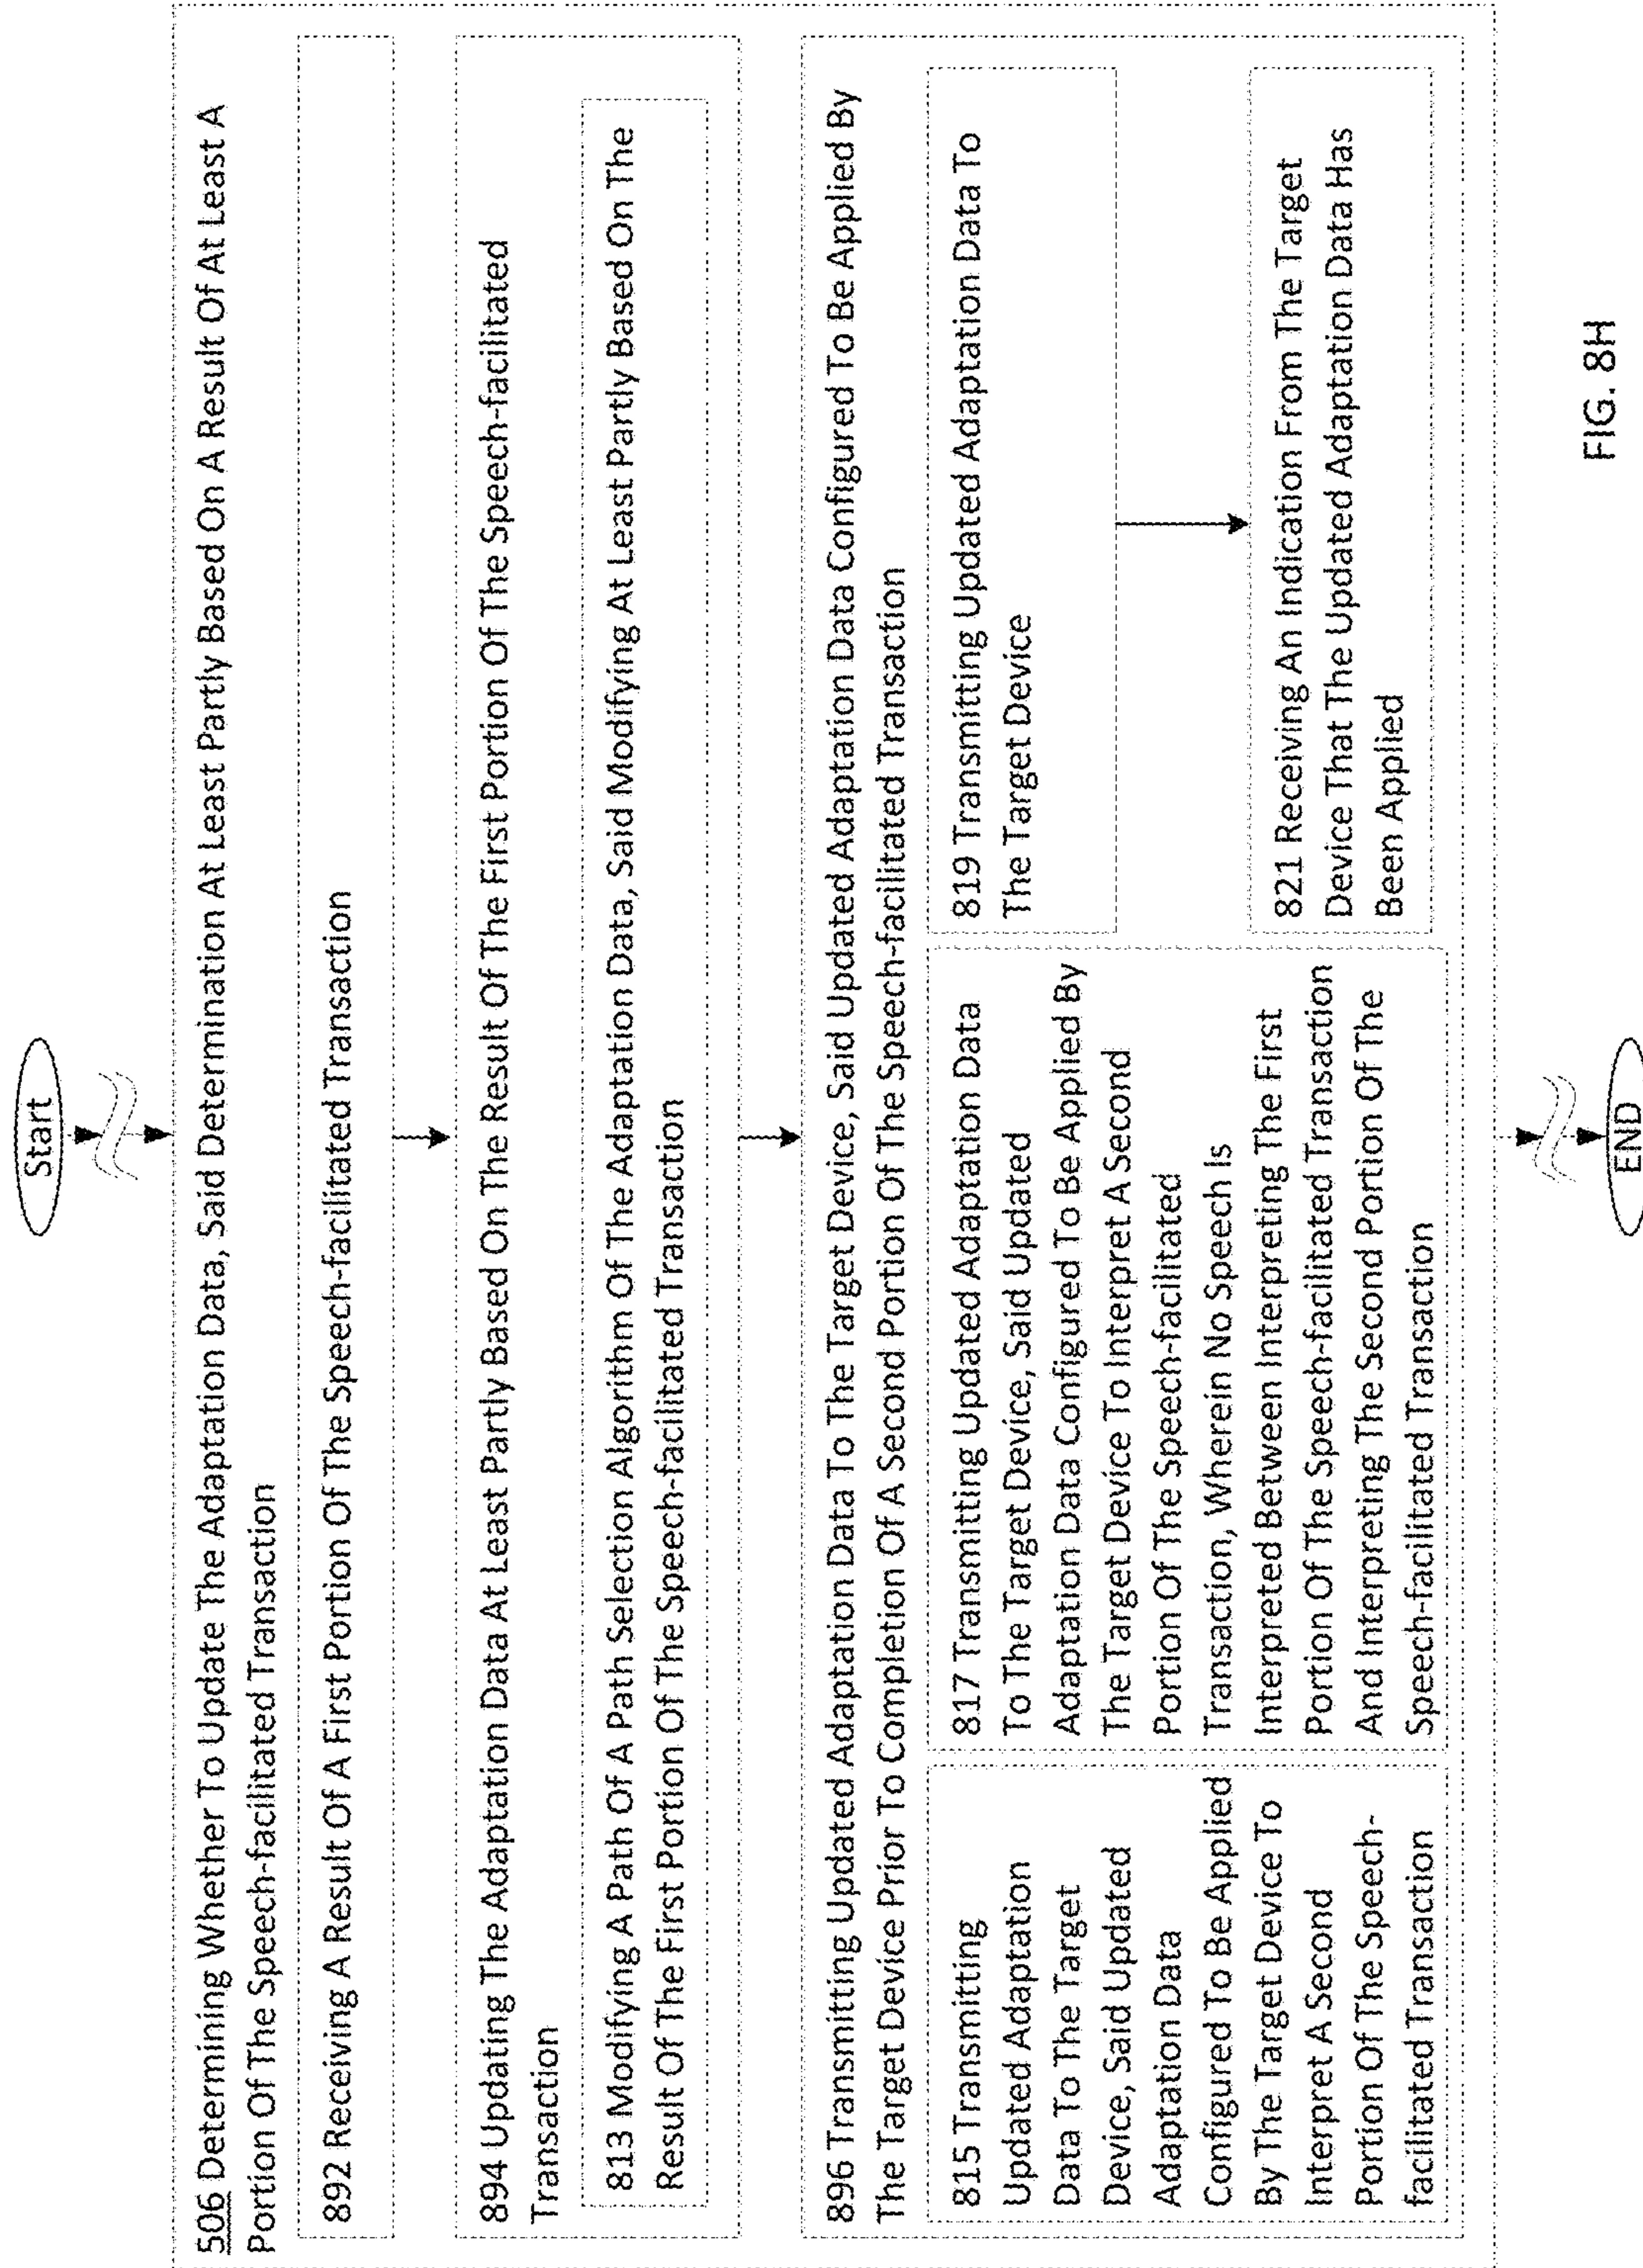 Start
506 Determining Whether To Update The Adaptation Data, Said Determination At Least Partly Based On A Result Of At Least A
Portion Of The Speech-facilitated Transaction
892 Receiving A Result Of A First Portion Of The Speech-facilitated Transaction
894 Updating The Adaptation Data At Least Partly Based On The Result Of The First Portion Of The Speech-facilitated
Transaction
813 Modifying A Path Of A Path Selection Algorithm Of The Adaptation Data, Said Modifying At Least Partly Based On The
Result Of The First Portion Of The Speech-facilitated Transaction
896 Transmitting Updated Adaptation Data To The Target Device, Said Updated Adaptation Data Configured To Be Applied By
The Target Device Prior To Completion Of A Second Portion Of The Speech-facilitated Transaction
815 Transmitting
Updated Adaptation
Data To The Target
Device, Said Updated
Adaptation Data
Configured To Be Applied
By The Target Device To
Interpret A Second
Portion Of The Speech-
facilitated Transaction
817 Transmitting Updated Adaptation Data
To The Target Device, Said Updated
Adaptation Data Configured To Be Applied By
The Target Device To Interpret A Second
Portion Of The Speech-facilitated
Transaction, Wherein No Speech Is
Interpreted Between Interpreting The First
Portion Of The Speech-facilitated Transaction
And Interpreting The Second Portion Of The
Speech-facilitated Transaction
819 Transmitting Updated Adaptation Data To
The Target Device
821 Receiving An Indication From The Target
Device That The Updated Adaptation Data Has
Been Applied
END
FIG. 8H